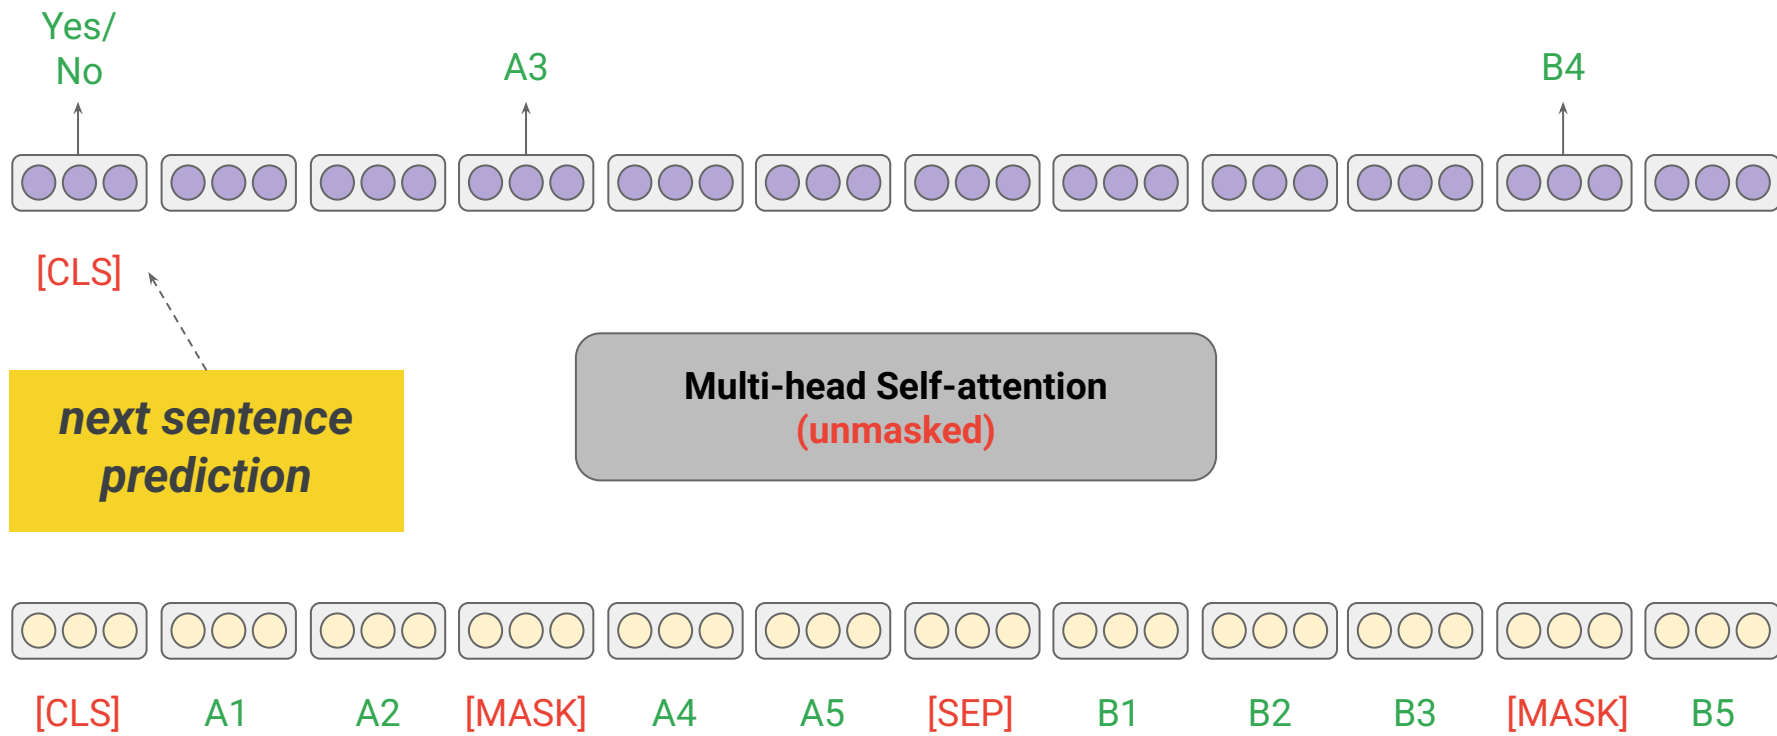 Yes/
No
A3
B4
[CLS]
next sentence
prediction
Multi-head Self-attention
(unmasked)
[CLS] A1 A2 [MASK] A4 A5 [SEP] B1 B2 B3 [MASK] B5